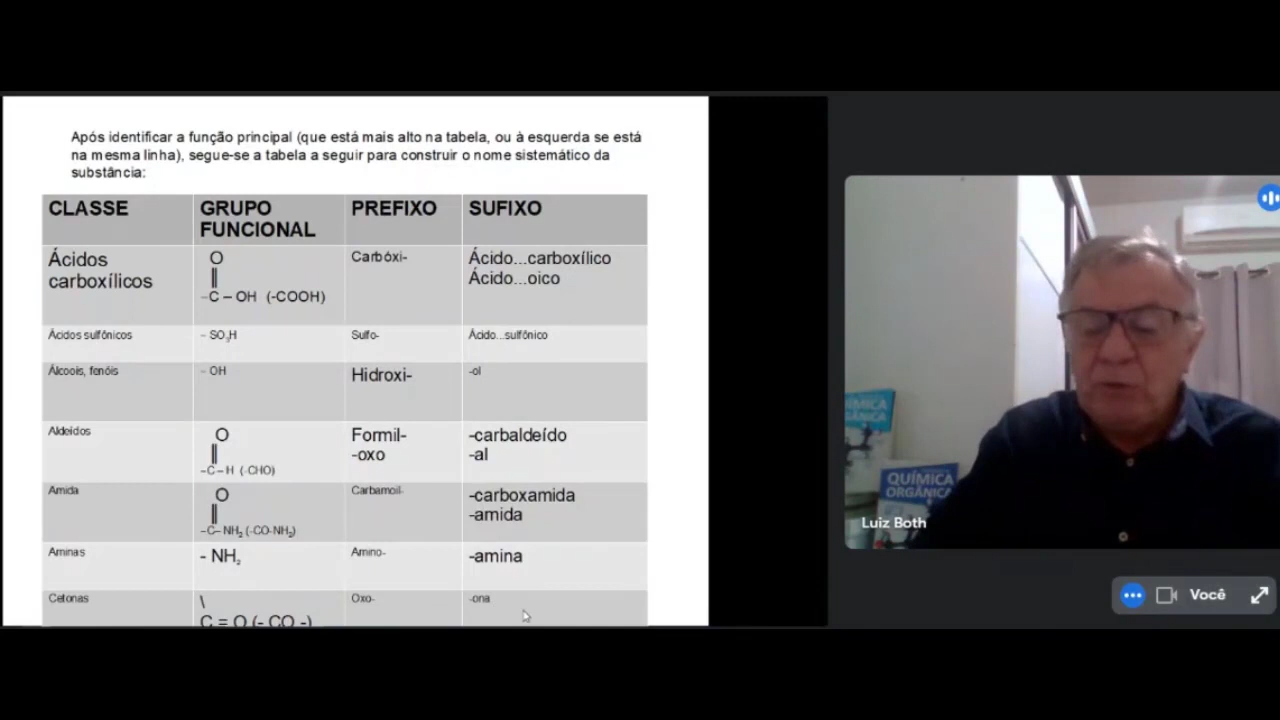 Após identificar a função principal (que está mais alto na tabela, ou à esquerda se está
na mesma linha), segue-se a tabela a seguir para construir o nome sistemático da
substância:
CLASSE
GRUPO
FUNCIONAL
PREFIXO
SUFIXO
Ácidos
carboxílicos
O
‖
–C – OH (-COOH)
Carbóxi-
Ácido...carboxílico
Ácido...oico
Ácidos sulfônicos
– SO₃H
Sulfo-
Ácido...sulfônico
Álcoois, fenóis
– OH
Hidroxi-
-ol
Aldeídos
O
‖
–C – H (-CHO)
Formil-
-oxo
-carbaldeído
-al
Amida
O
‖
–C– NH₂ (-CO-NH₂)
Carbamoil-
-carboxamida
-amida
Aminas
- NH₂
Amino-
-amina
Cetonas
\
C = O (- CO -)
Oxo-
-ona
QUÍMICA
ORGÂNICA
Luiz Both
Você